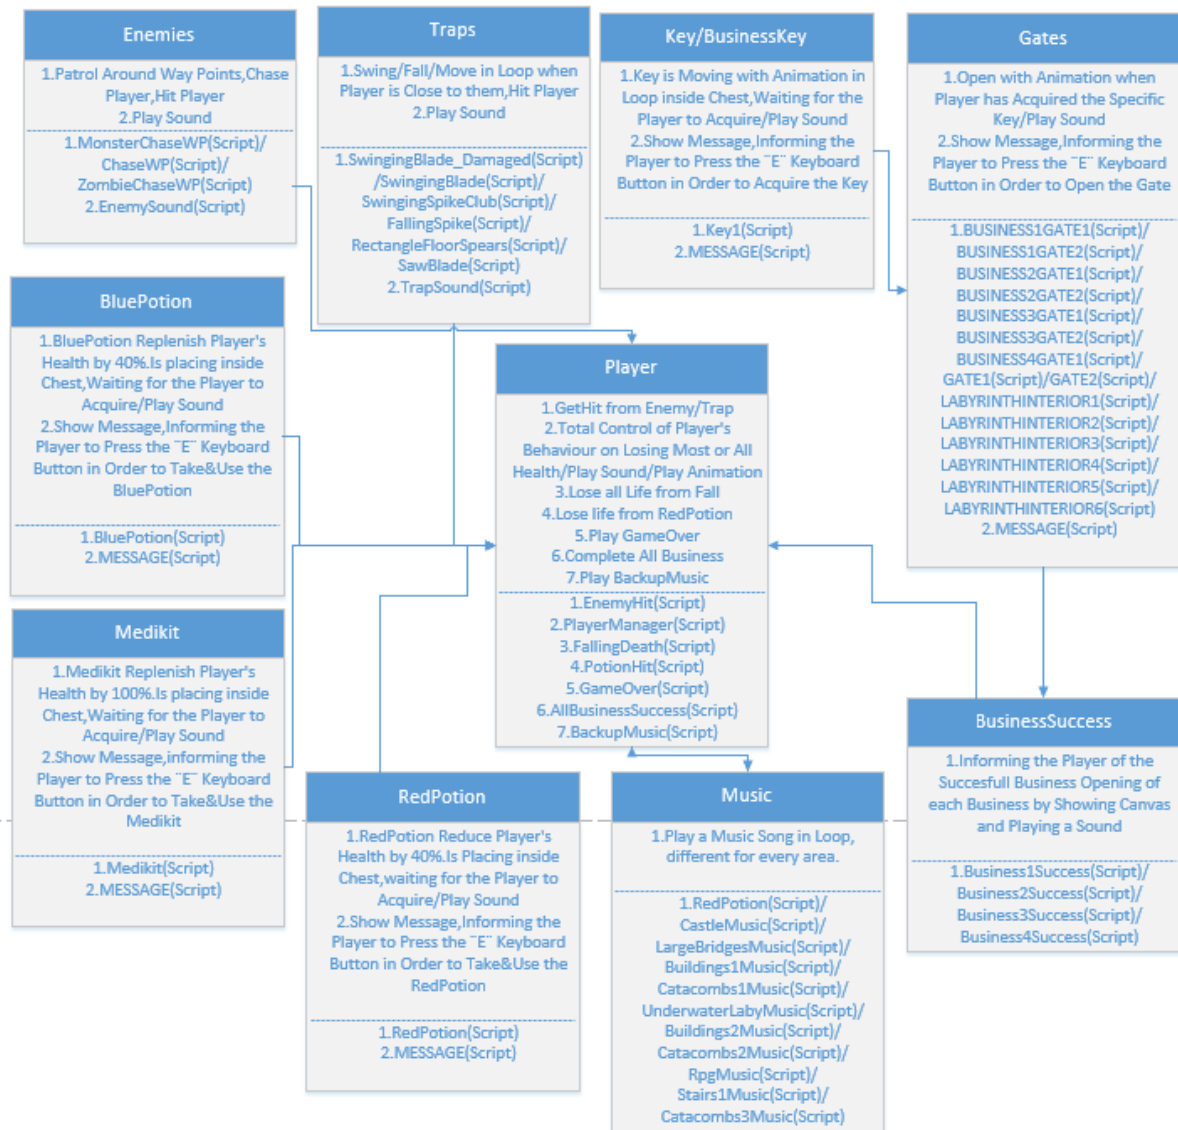 Enemies
1.Patrol Around Way Points,Chase
Player,Hit Player
2.Play Sound
1.MonsterChaseWP(Script)/
ChaseWP(Script)/
ZombieChaseWP(Script)
2.EnemySound(Script)
Traps
1.Swing/Fall/Move in Loop when
Player is Close to them,Hit Player
2.Play Sound
1.SwingingBlade_Damaged(Script)
/SwingingBlade(Script)/
SwingingSpikeClub(Script)/
FallingSpike(Script)/
RectangleFloorSpears(Script)/
SawBlade(Script)
2.TrapSound(Script)
Key/BusinessKey
1.Key is Moving with Animation in
Loop inside Chest,Waiting for the
Player to Acquire/Play Sound
2.Show Message,Informing the
Player to Press the ¨E¨ Keyboard
Button in Order to Acquire the Key
1.Key1(Script)
2.MESSAGE(Script)
Gates
1.Open with Animation when
Player has Acquired the Specific
Key/Play Sound
2.Show Message,Informing the
Player to Press the ¨E¨ Keyboard
Button in Order to Open the Gate
1.BUSINESS1GATE1(Script)/
BUSINESS1GATE2(Script)/
BUSINESS2GATE1(Script)/
BUSINESS2GATE2(Script)/
BUSINESS3GATE1(Script)/
BUSINESS3GATE2(Script)/
BUSINESS4GATE1(Script)/
GATE1(Script)/GATE2(Script)/
LABYRINTHINTERIOR1(Script)/
LABYRINTHINTERIOR2(Script)/
LABYRINTHINTERIOR3(Script)/
LABYRINTHINTERIOR4(Script)/
LABYRINTHINTERIOR5(Script)/
LABYRINTHINTERIOR6(Script)
2.MESSAGE(Script)
BluePotion
1.BluePotion Replenish Player's
Health by 40%.Is placing inside
Chest,Waiting for the Player to
Acquire/Play Sound
2.Show Message,Informing the
Player to Press the ¨E¨ Keyboard
Button in Order to Take&Use the
BluePotion
1.BluePotion(Script)
2.MESSAGE(Script)
Player
1.GetHit from Enemy/Trap
2.Total Control of Player's
Behaviour on Losing Most or All
Health/Play Sound/Play Animation
3.Lose all Life from Fall
4.Lose life from RedPotion
5.Play GameOver
6.Complete All Business
7.Play BackupMusic
1.EnemyHit(Script)
2.PlayerManager(Script)
3.FallingDeath(Script)
4.PotionHit(Script)
5.GameOver(Script)
6.AllBusinessSuccess(Script)
7.BackupMusic(Script)
Medikit
1.Medikit Replenish Player's
Health by 100%.Is placing inside
Chest,Waiting for the Player to
Acquire/Play Sound
2.Show Message,informing the
Player to Press the ¨E¨ Keyboard
Button in Order to Take&Use the
Medikit
1.Medikit(Script)
2.MESSAGE(Script)
RedPotion
1.RedPotion Reduce Player's
Health by 40%.Is Placing inside
Chest,waiting for the Player to
Acquire/Play Sound
2.Show Message,Informing the
Player to Press the ¨E¨ Keyboard
Button in Order to Take&Use the
RedPotion
1.RedPotion(Script)
2.MESSAGE(Script)
Music
1.Play a Music Song in Loop,
different for every area.
1.RedPotion(Script)/
CastleMusic(Script)/
LargeBridgesMusic(Script)/
Buildings1Music(Script)/
Catacombs1Music(Script)/
UnderwaterLabyMusic(Script)/
Buildings2Music(Script)/
Catacombs2Music(Script)/
RpgMusic(Script)/
Stairs1Music(Script)/
Catacombs3Music(Script)
BusinessSuccess
1.Informing the Player of the
Succesfull Business Opening of
each Business by Showing Canvas
and Playing a Sound
1.Business1Success(Script)/
Business2Success(Script)/
Business3Success(Script)/
Business4Success(Script)